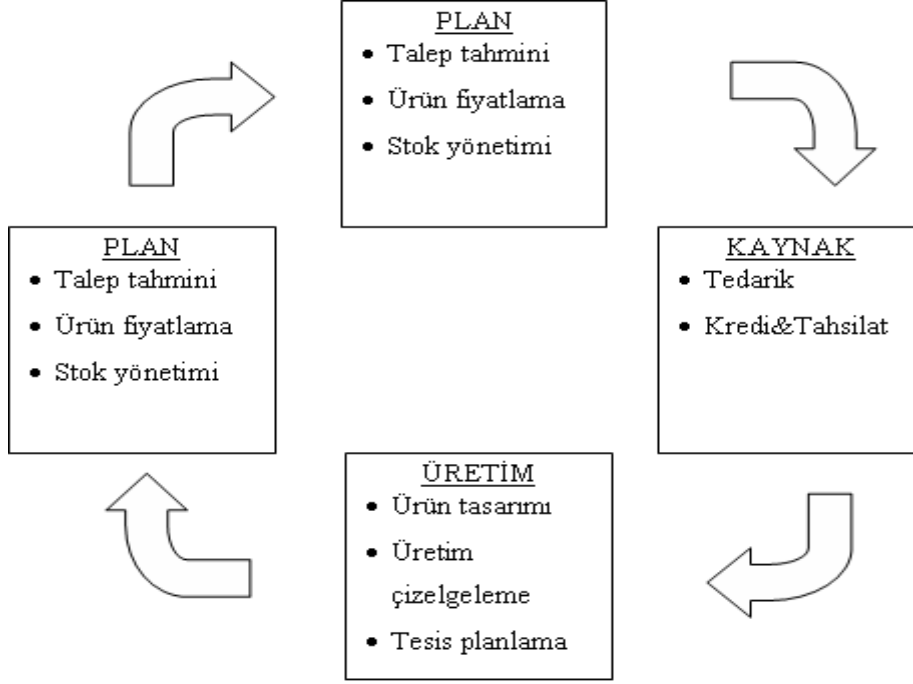 PLAN
• Talep tahmini
• Ürün fiyatlama
• Stok yönetimi
PLAN
• Talep tahmini
• Ürün fiyatlama
• Stok yönetimi
KAYNAK
• Tedarik
• Kredi&Tahsilat
ÜRETİM
• Ürün tasarımı
• Üretim
çizelgeleme
• Tesis planlama